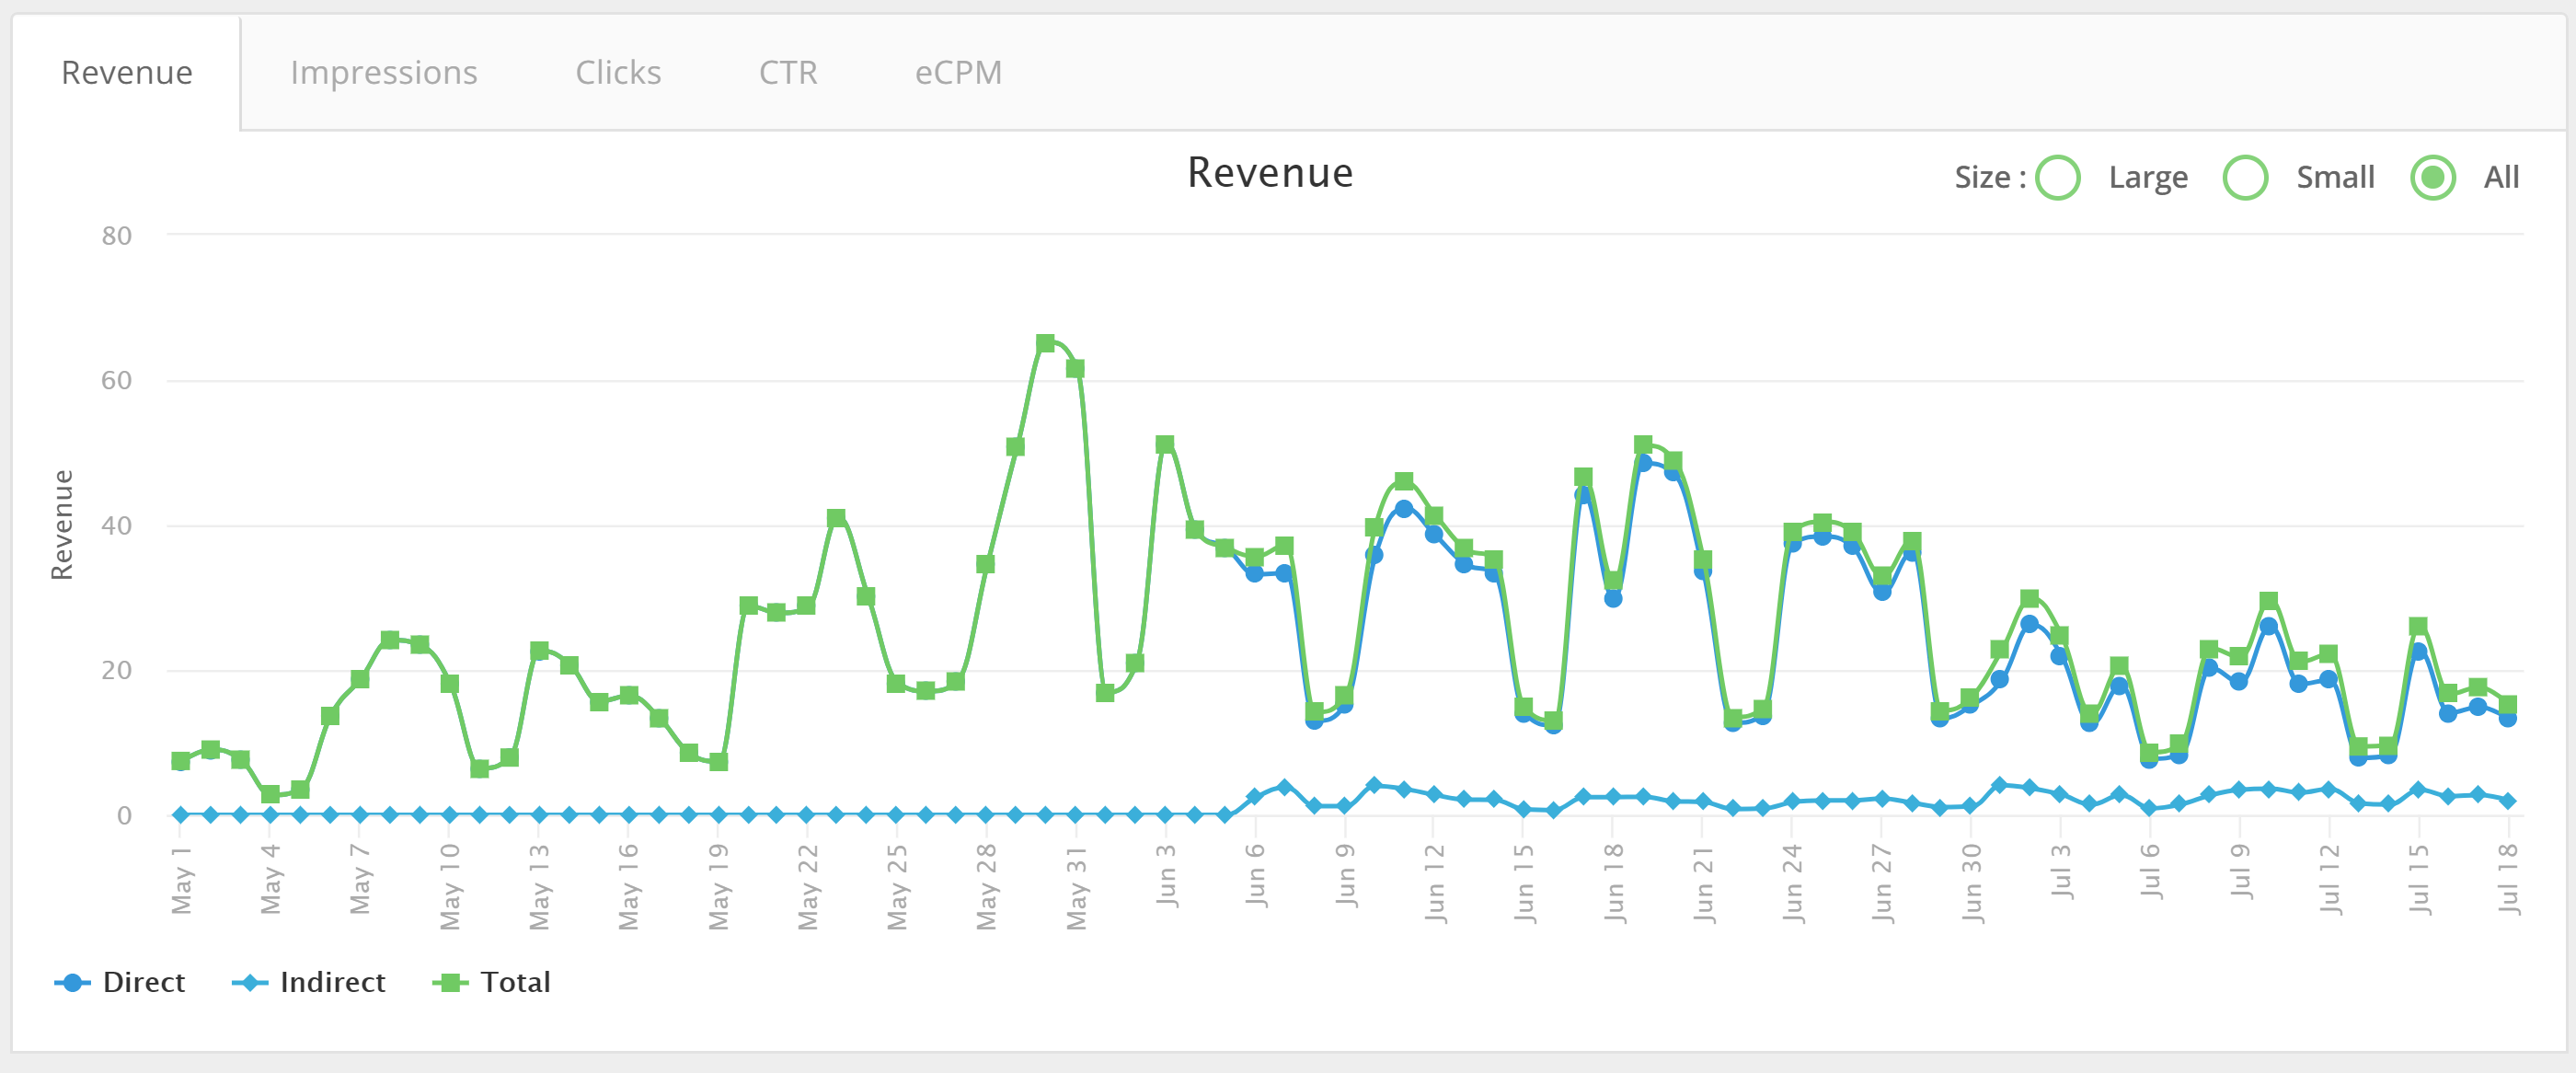 Revenue Impressions Clicks CTR eCPM
Revenue
Size : Large Small All
Revenue
80
60
40
20
0
May 1 May 4 May 7 May 10 May 13 May 16 May 19 May 22 May 25 May 28 May 31 Jun 3 Jun 6 Jun 9 Jun 12 Jun 15 Jun 18 Jun 21 Jun 24 Jun 27 Jun 30 Jul 3 Jul 6 Jul 9 Jul 12 Jul 15 Jul 18
Direct Indirect Total